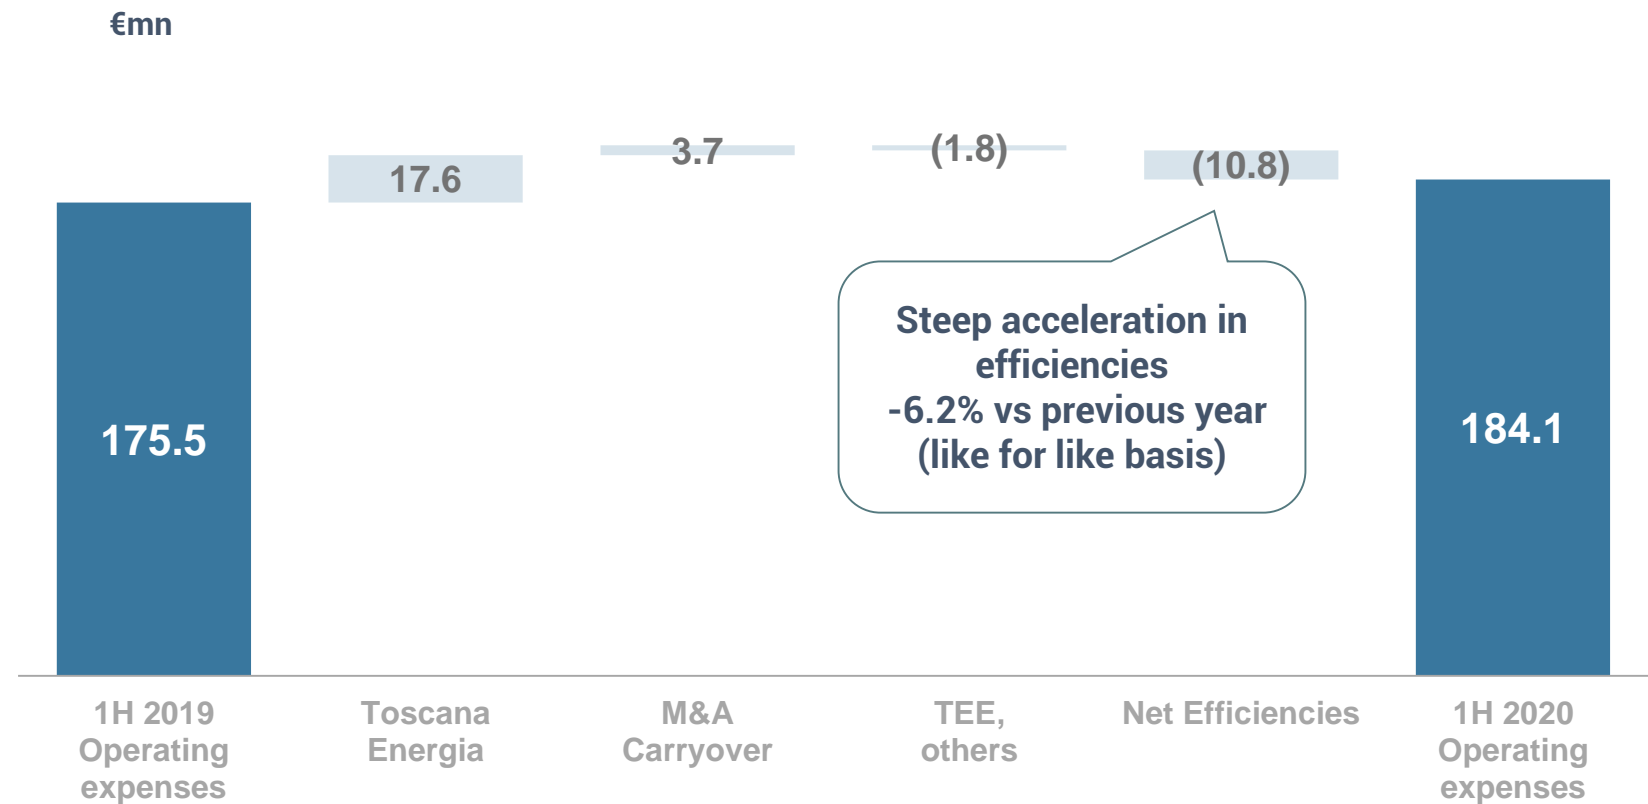 €mn
17.6
3.7
(1.8)
(10.8)
Steep acceleration in
efficiencies
-6.2% vs previous year
(like for like basis)
175.5
184.1
1H 2019
Operating
expenses
Toscana
Energia
M&A
Carryover
TEE,
others
Net Efficiencies
1H 2020
Operating
expenses